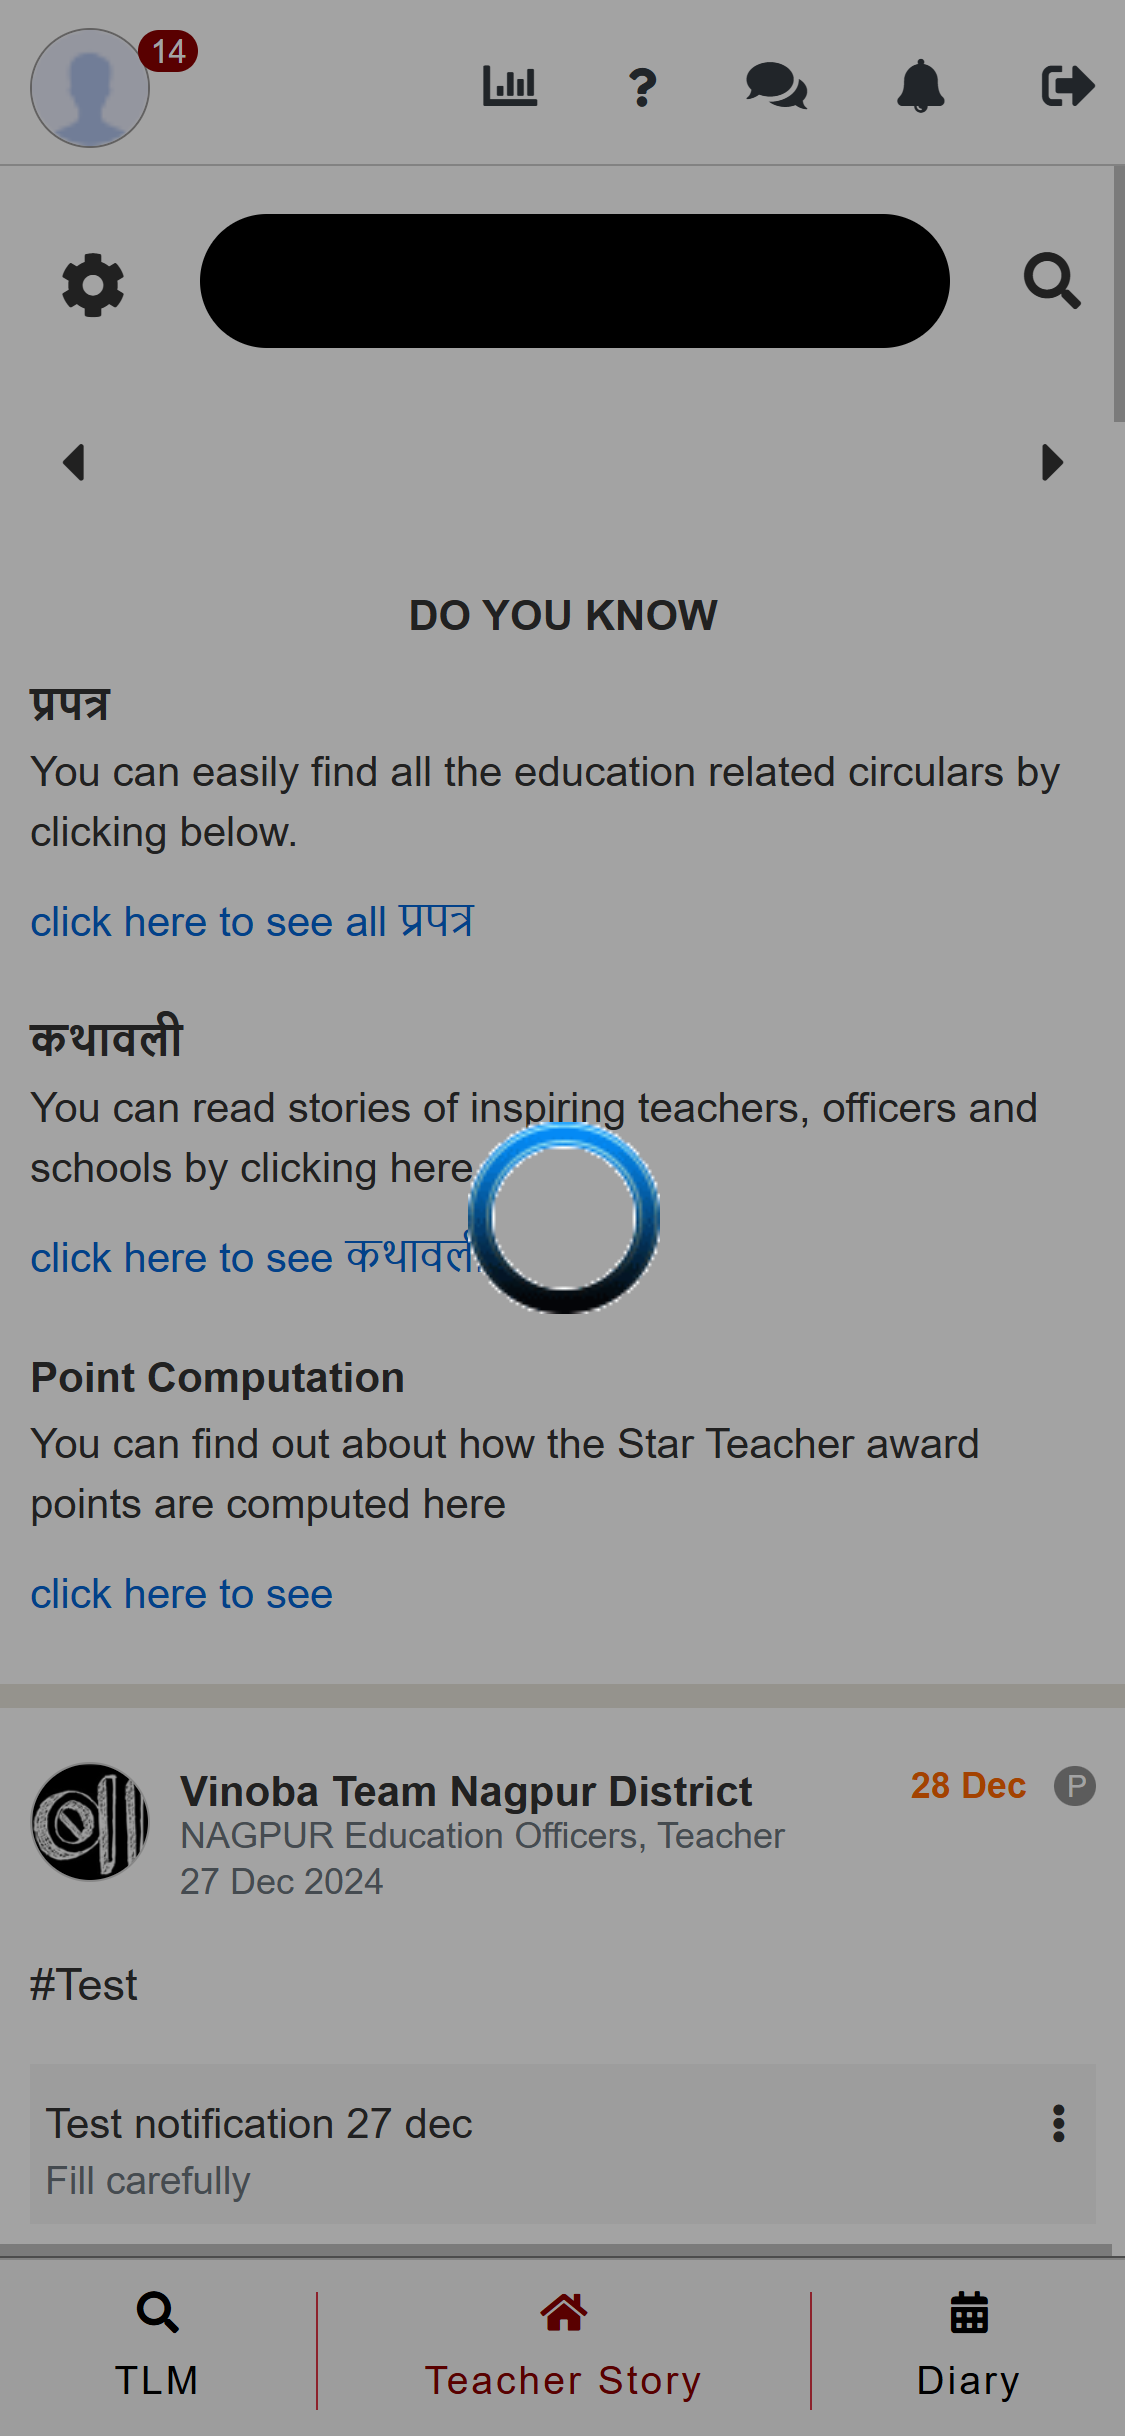 14
DO YOU KNOW
प्रपत्र
You can easily find all the education related circulars by
clicking below.
click here to see all प्रपत्र
कथावली
You can read stories of inspiring teachers, officers and
schools by clicking here
click here to see कथावली
Point Computation
You can find out about how the Star Teacher award
points are computed here
click here to see
Vinoba Team Nagpur District
28 Dec P
NAGPUR Education Officers, Teacher
27 Dec 2024
#Test
Test notification 27 dec
Fill carefully
TLM
Teacher Story
Diary